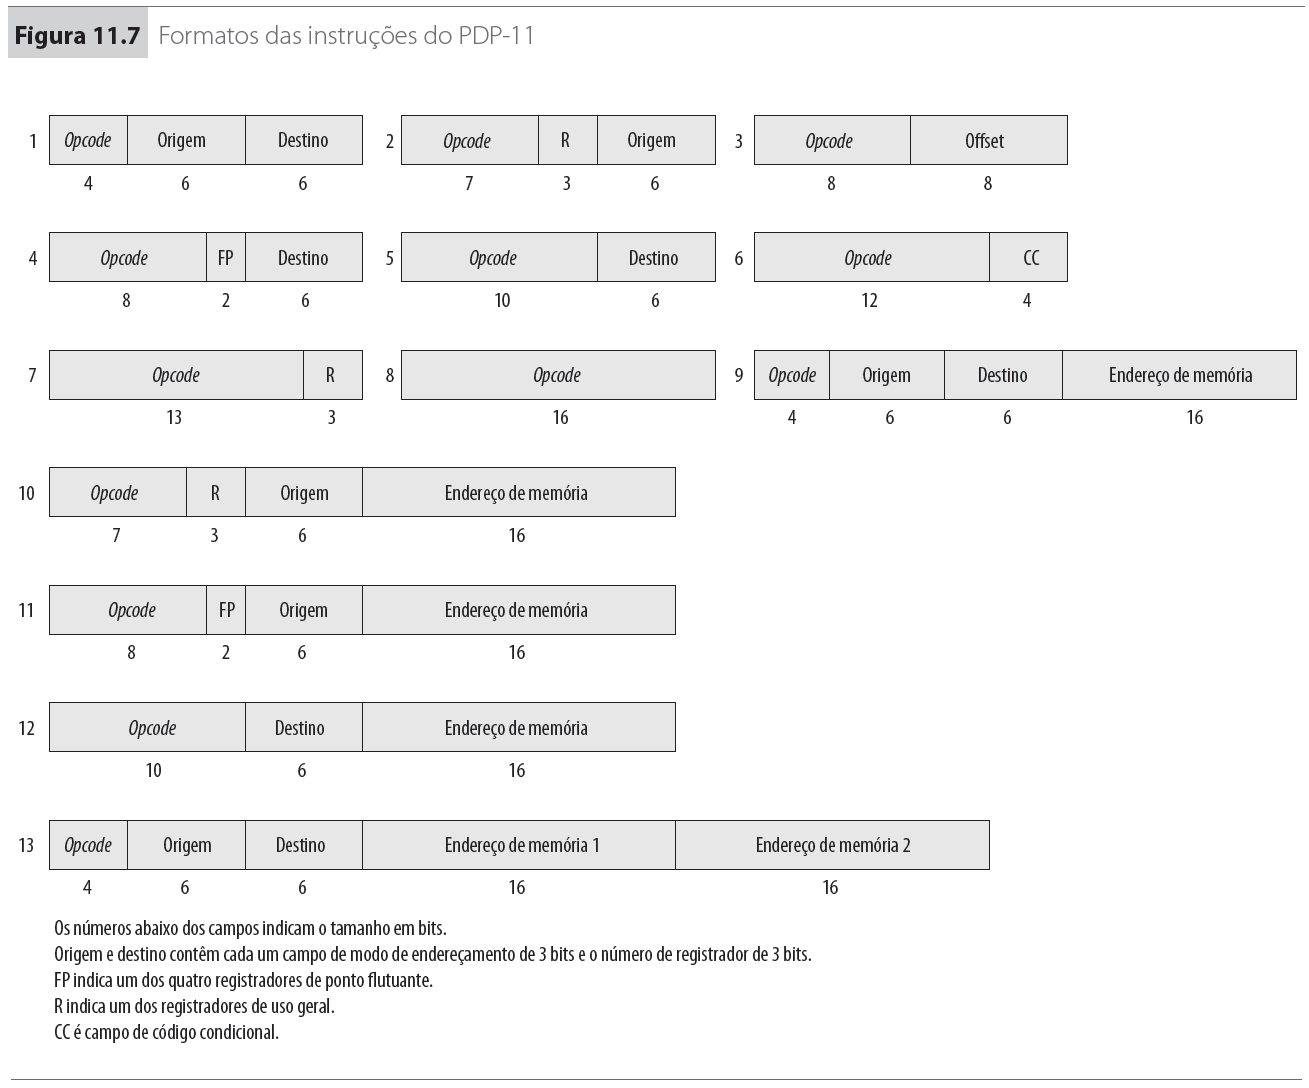 Figura 11.7 Formatos das instruções do PDP-11
1 Opcode Origem Destino 2 Opcode R Origem 3 Opcode Offset
4 6 6 7 3 6 8 8
4 Opcode FP Destino 5 Opcode Destino 6 Opcode CC
8 2 6 10 6 12 4
7 Opcode R 8 Opcode 9 Opcode Origem Destino Endereço de memória
13 3 16 4 6 6 16
10 Opcode R Origem Endereço de memória
7 3 6 16
11 Opcode FP Origem Endereço de memória
8 2 6 16
12 Opcode Destino Endereço de memória
10 6 16
13 Opcode Origem Destino Endereço de memória 1 Endereço de memória 2
4 6 6 16 16
Os números abaixo dos campos indicam o tamanho em bits.
Origem e destino contêm cada um campo de modo de endereçamento de 3 bits e o número de registrador de 3 bits.
FP indica um dos quatro registradores de ponto flutuante.
R indica um dos registradores de uso geral.
CC é campo de código condicional.